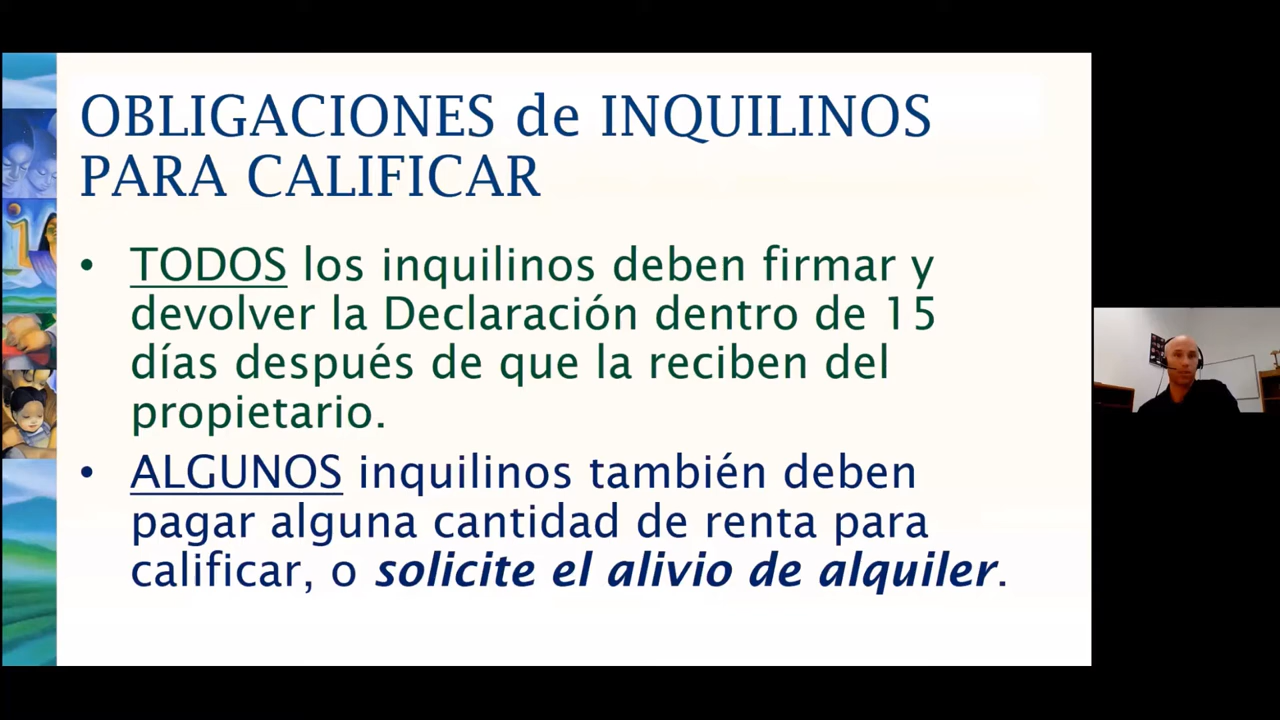 OBLIGACIONES de INQUILINOS
PARA CALIFICAR
• TODOS los inquilinos deben firmar y
devolver la Declaración dentro de 15
días después de que la reciben del
propietario.
• ALGUNOS inquilinos también deben
pagar alguna cantidad de renta para
calificar, o solicite el alivio de alquiler.